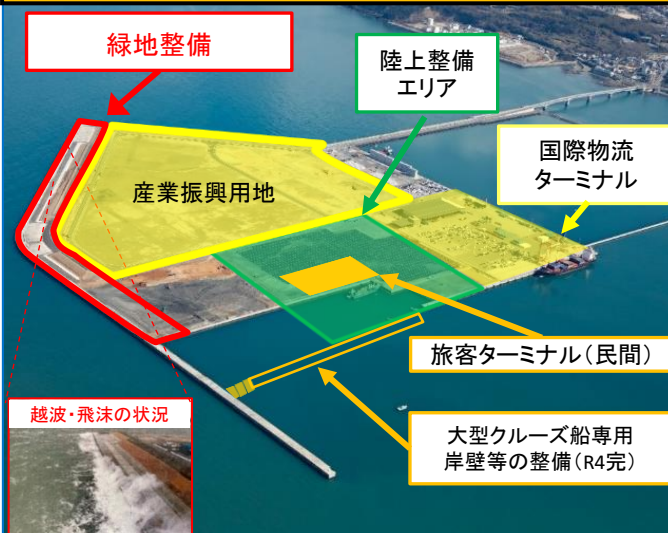 緑地整備
陸上整備
エリア
国際物流
ターミナル
産業振興用地
旅客ターミナル（民間）
越波・飛沫の状況
大型クルーズ船専用
岸壁等の整備（R4完）